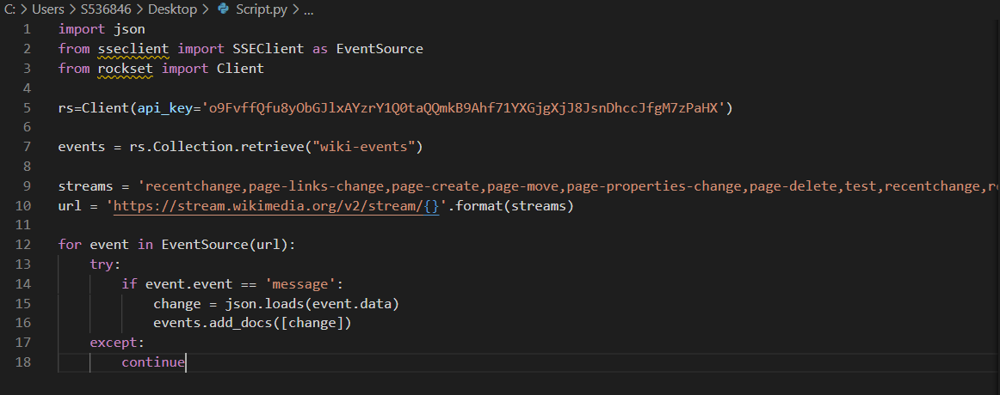 C: > Users > S536846 > Desktop > Script.py > ...
1 import json
2 from sseclient import SSEClient as EventSource
3 from rockset import Client
4
5 rs=Client(api_key='o9FvffQfu8yObGJlxAYzrY1Q0taQQmkB9Ahf71YXGjgXjJ8JsnDhccJfgM7zPaHX')
6
7 events = rs.Collection.retrieve("wiki-events")
8
9 streams = 'recentchange,page-links-change,page-create,page-move,page-properties-change,page-delete,test,recentchange,r
10 url = 'https://stream.wikimedia.org/v2/stream/{}'.format(streams)
11
12 for event in EventSource(url):
13 try:
14 if event.event == 'message':
15 change = json.loads(event.data)
16 events.add_docs([change])
17 except:
18 continue